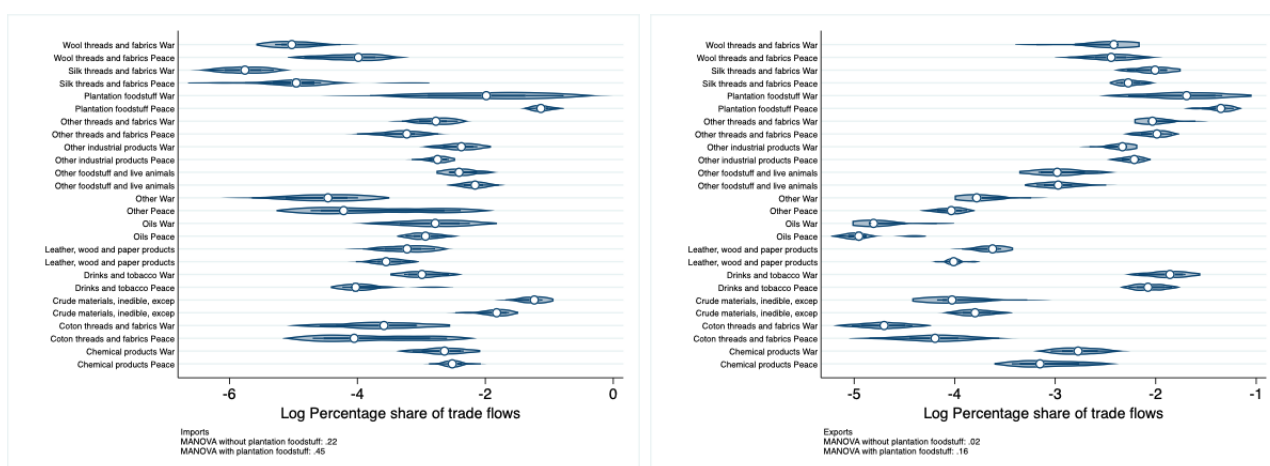 Wool threads and fabrics War
Wool threads and fabrics Peace
Silk threads and fabrics War
Silk threads and fabrics Peace
Plantation foodstuff War
Plantation foodstuff Peace
Other threads and fabrics War
Other threads and fabrics Peace
Other industrial products War
Other industrial products Peace
Other foodstuff and live animals
Other foodstuff and live animals
Other War
Other Peace
Oils War
Oils Peace
Leather, wood and paper products
Leather, wood and paper products
Drinks and tobacco War
Drinks and tobacco Peace
Crude materials, inedible, excep
Crude materials, inedible, excep
Coton threads and fabrics War
Coton threads and fabrics Peace
Chemical products War
Chemical products Peace
-6 -4 -2 0
Log Percentage share of trade flows
Imports
MANOVA without plantation foodstuff: .22
MANOVA with plantation foodstuff: .45
Wool threads and fabrics War
Wool threads and fabrics Peace
Silk threads and fabrics War
Silk threads and fabrics Peace
Plantation foodstuff War
Plantation foodstuff Peace
Other threads and fabrics War
Other threads and fabrics Peace
Other industrial products War
Other industrial products Peace
Other foodstuff and live animals
Other foodstuff and live animals
Other War
Other Peace
Oils War
Oils Peace
Leather, wood and paper products
Leather, wood and paper products
Drinks and tobacco War
Drinks and tobacco Peace
Crude materials, inedible, excep
Crude materials, inedible, excep
Coton threads and fabrics War
Coton threads and fabrics Peace
Chemical products War
Chemical products Peace
-5 -4 -3 -2 -1
Log Percentage share of trade flows
Exports
MANOVA without plantation foodstuff: .02
MANOVA with plantation foodstuff: .16